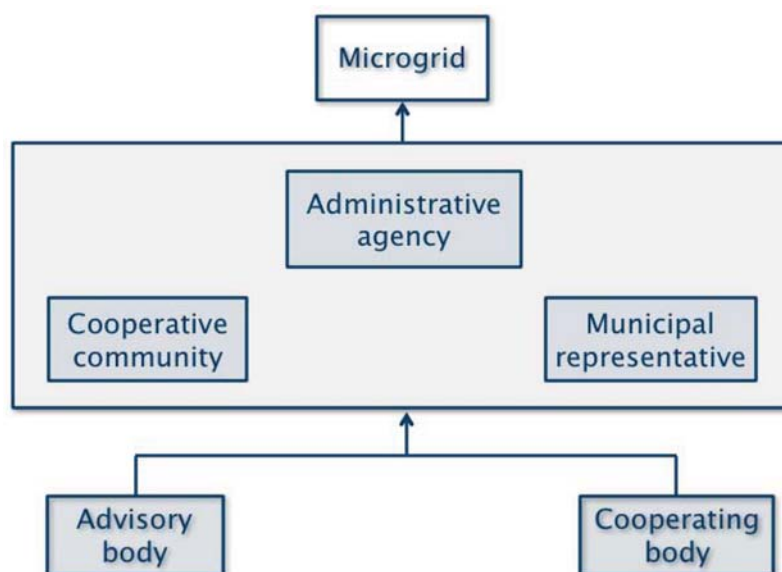 Microgrid
Administrative
agency
Cooperative
community
Municipal
representative
Advisory
body
Cooperating
body